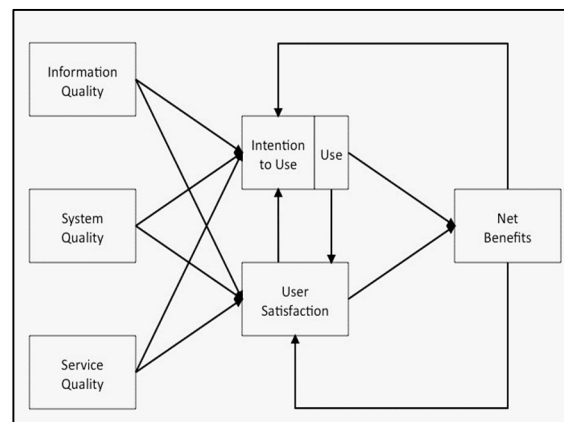 Information
Quality
Intention
to Use
Use
System
Quality
Net
Benefits
User
Satisfaction
Service
Quality